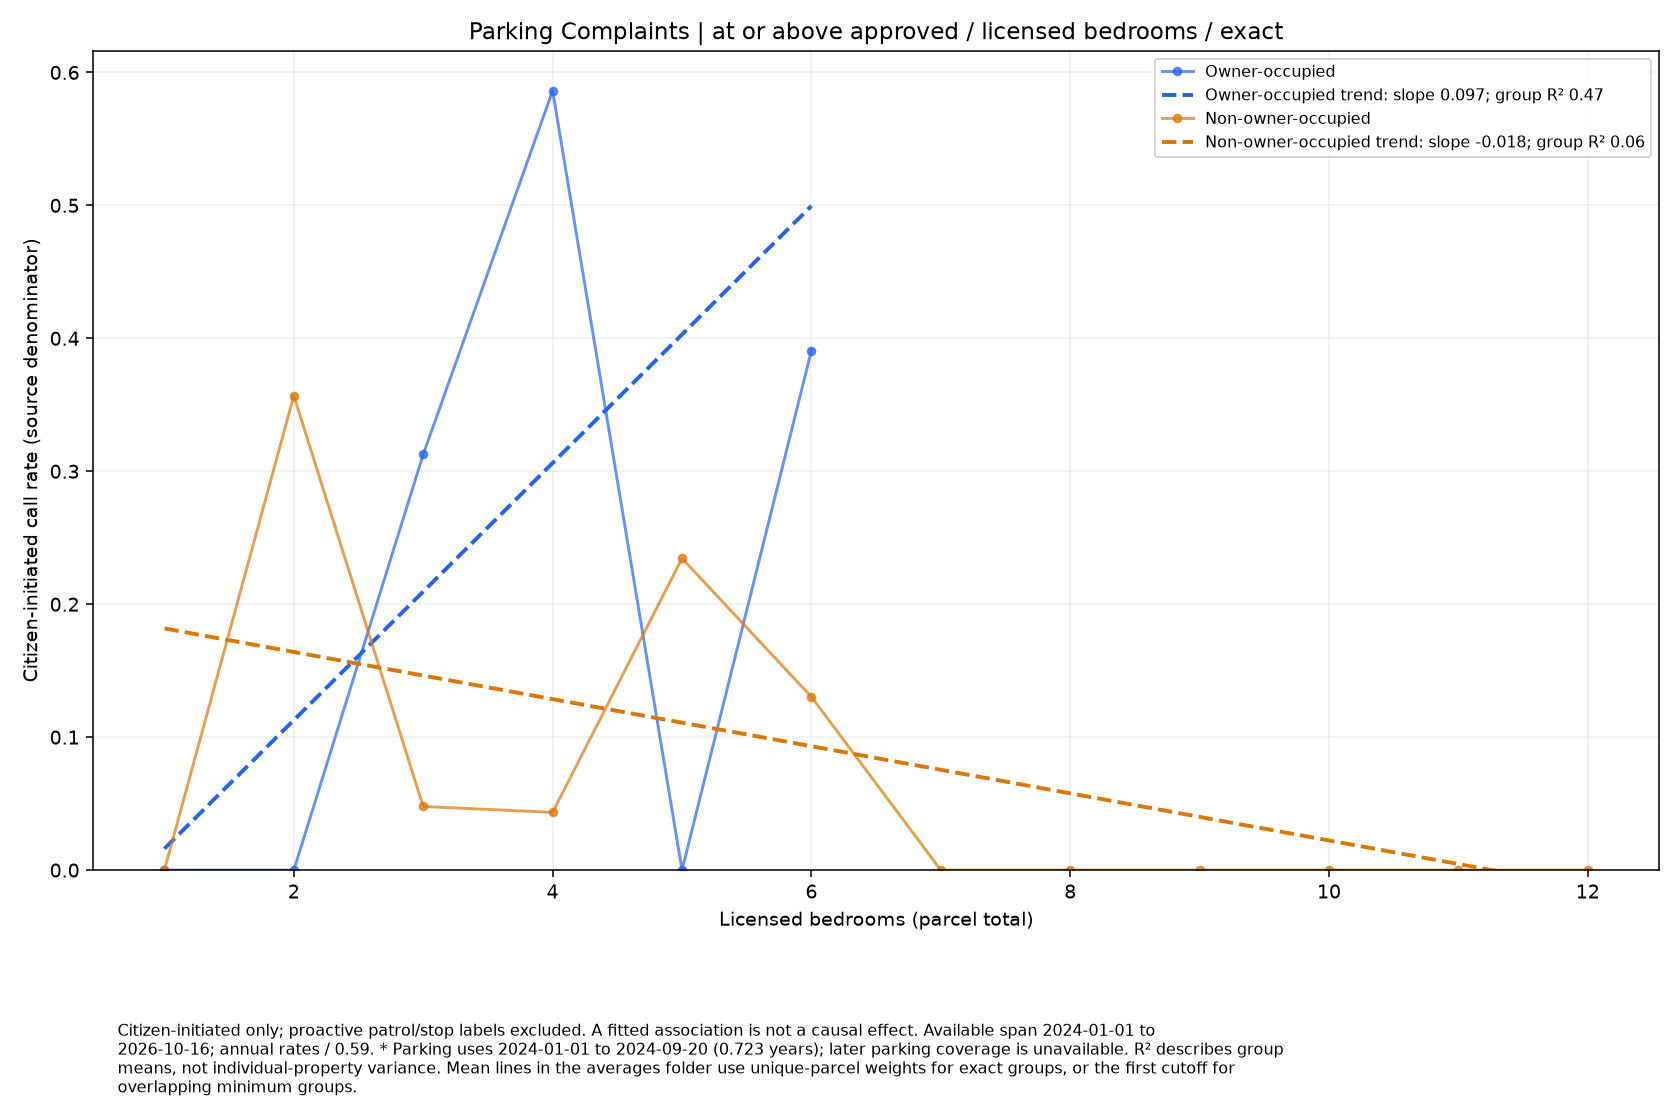 Parking Complaints | at or above approved / licensed bedrooms / exact
Owner-occupied
Owner-occupied trend: slope 0.097; group R² 0.47
Non-owner-occupied
Non-owner-occupied trend: slope -0.018; group R² 0.06
Citizen-initiated call rate (source denominator)
0.6
0.5
0.4
0.3
0.2
0.1
0.0
2 4 6 8 10 12
Licensed bedrooms (parcel total)
Citizen-initiated only; proactive patrol/stop labels excluded. A fitted association is not a causal effect. Available span 2024-01-01 to
2026-10-16; annual rates / 0.59. * Parking uses 2024-01-01 to 2024-09-20 (0.723 years); later parking coverage is unavailable. R² describes group
means, not individual-property variance. Mean lines in the averages folder use unique-parcel weights for exact groups, or the first cutoff for
overlapping minimum groups.